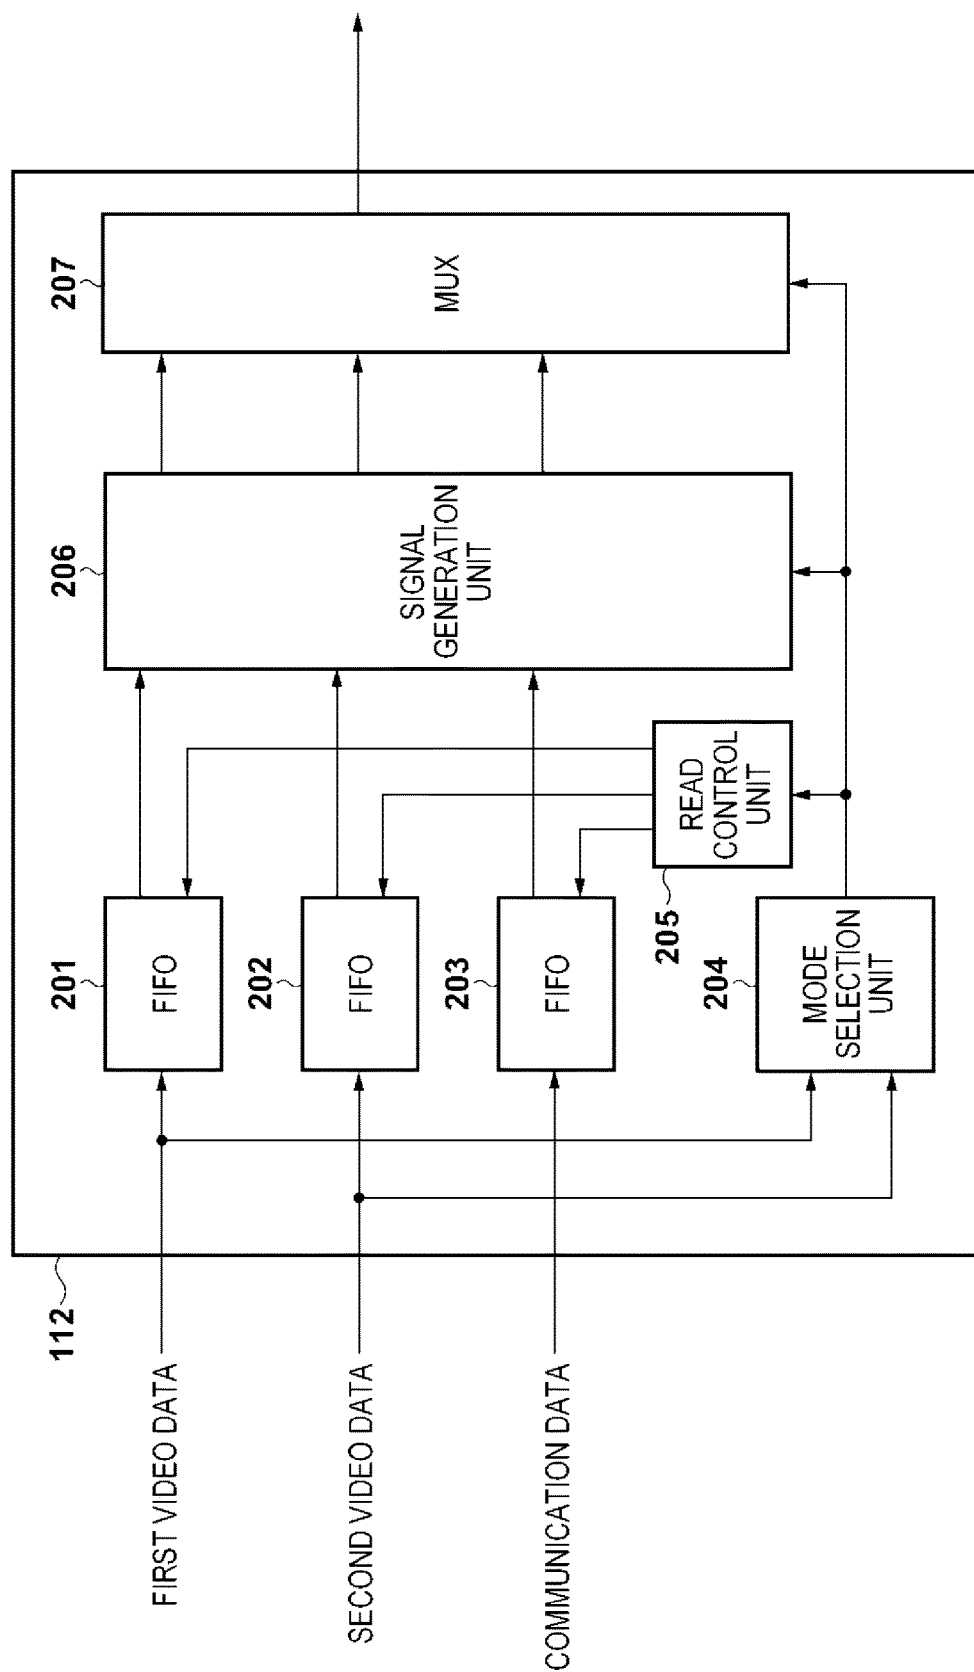 112
FIRST VIDEO DATA
SECOND VIDEO DATA
COMMUNICATION DATA
201
FIFO
202
FIFO
203
FIFO
204
MODE
SELECTION
UNIT
205
READ
CONTROL
UNIT
206
SIGNAL
GENERATION
UNIT
207
MUX